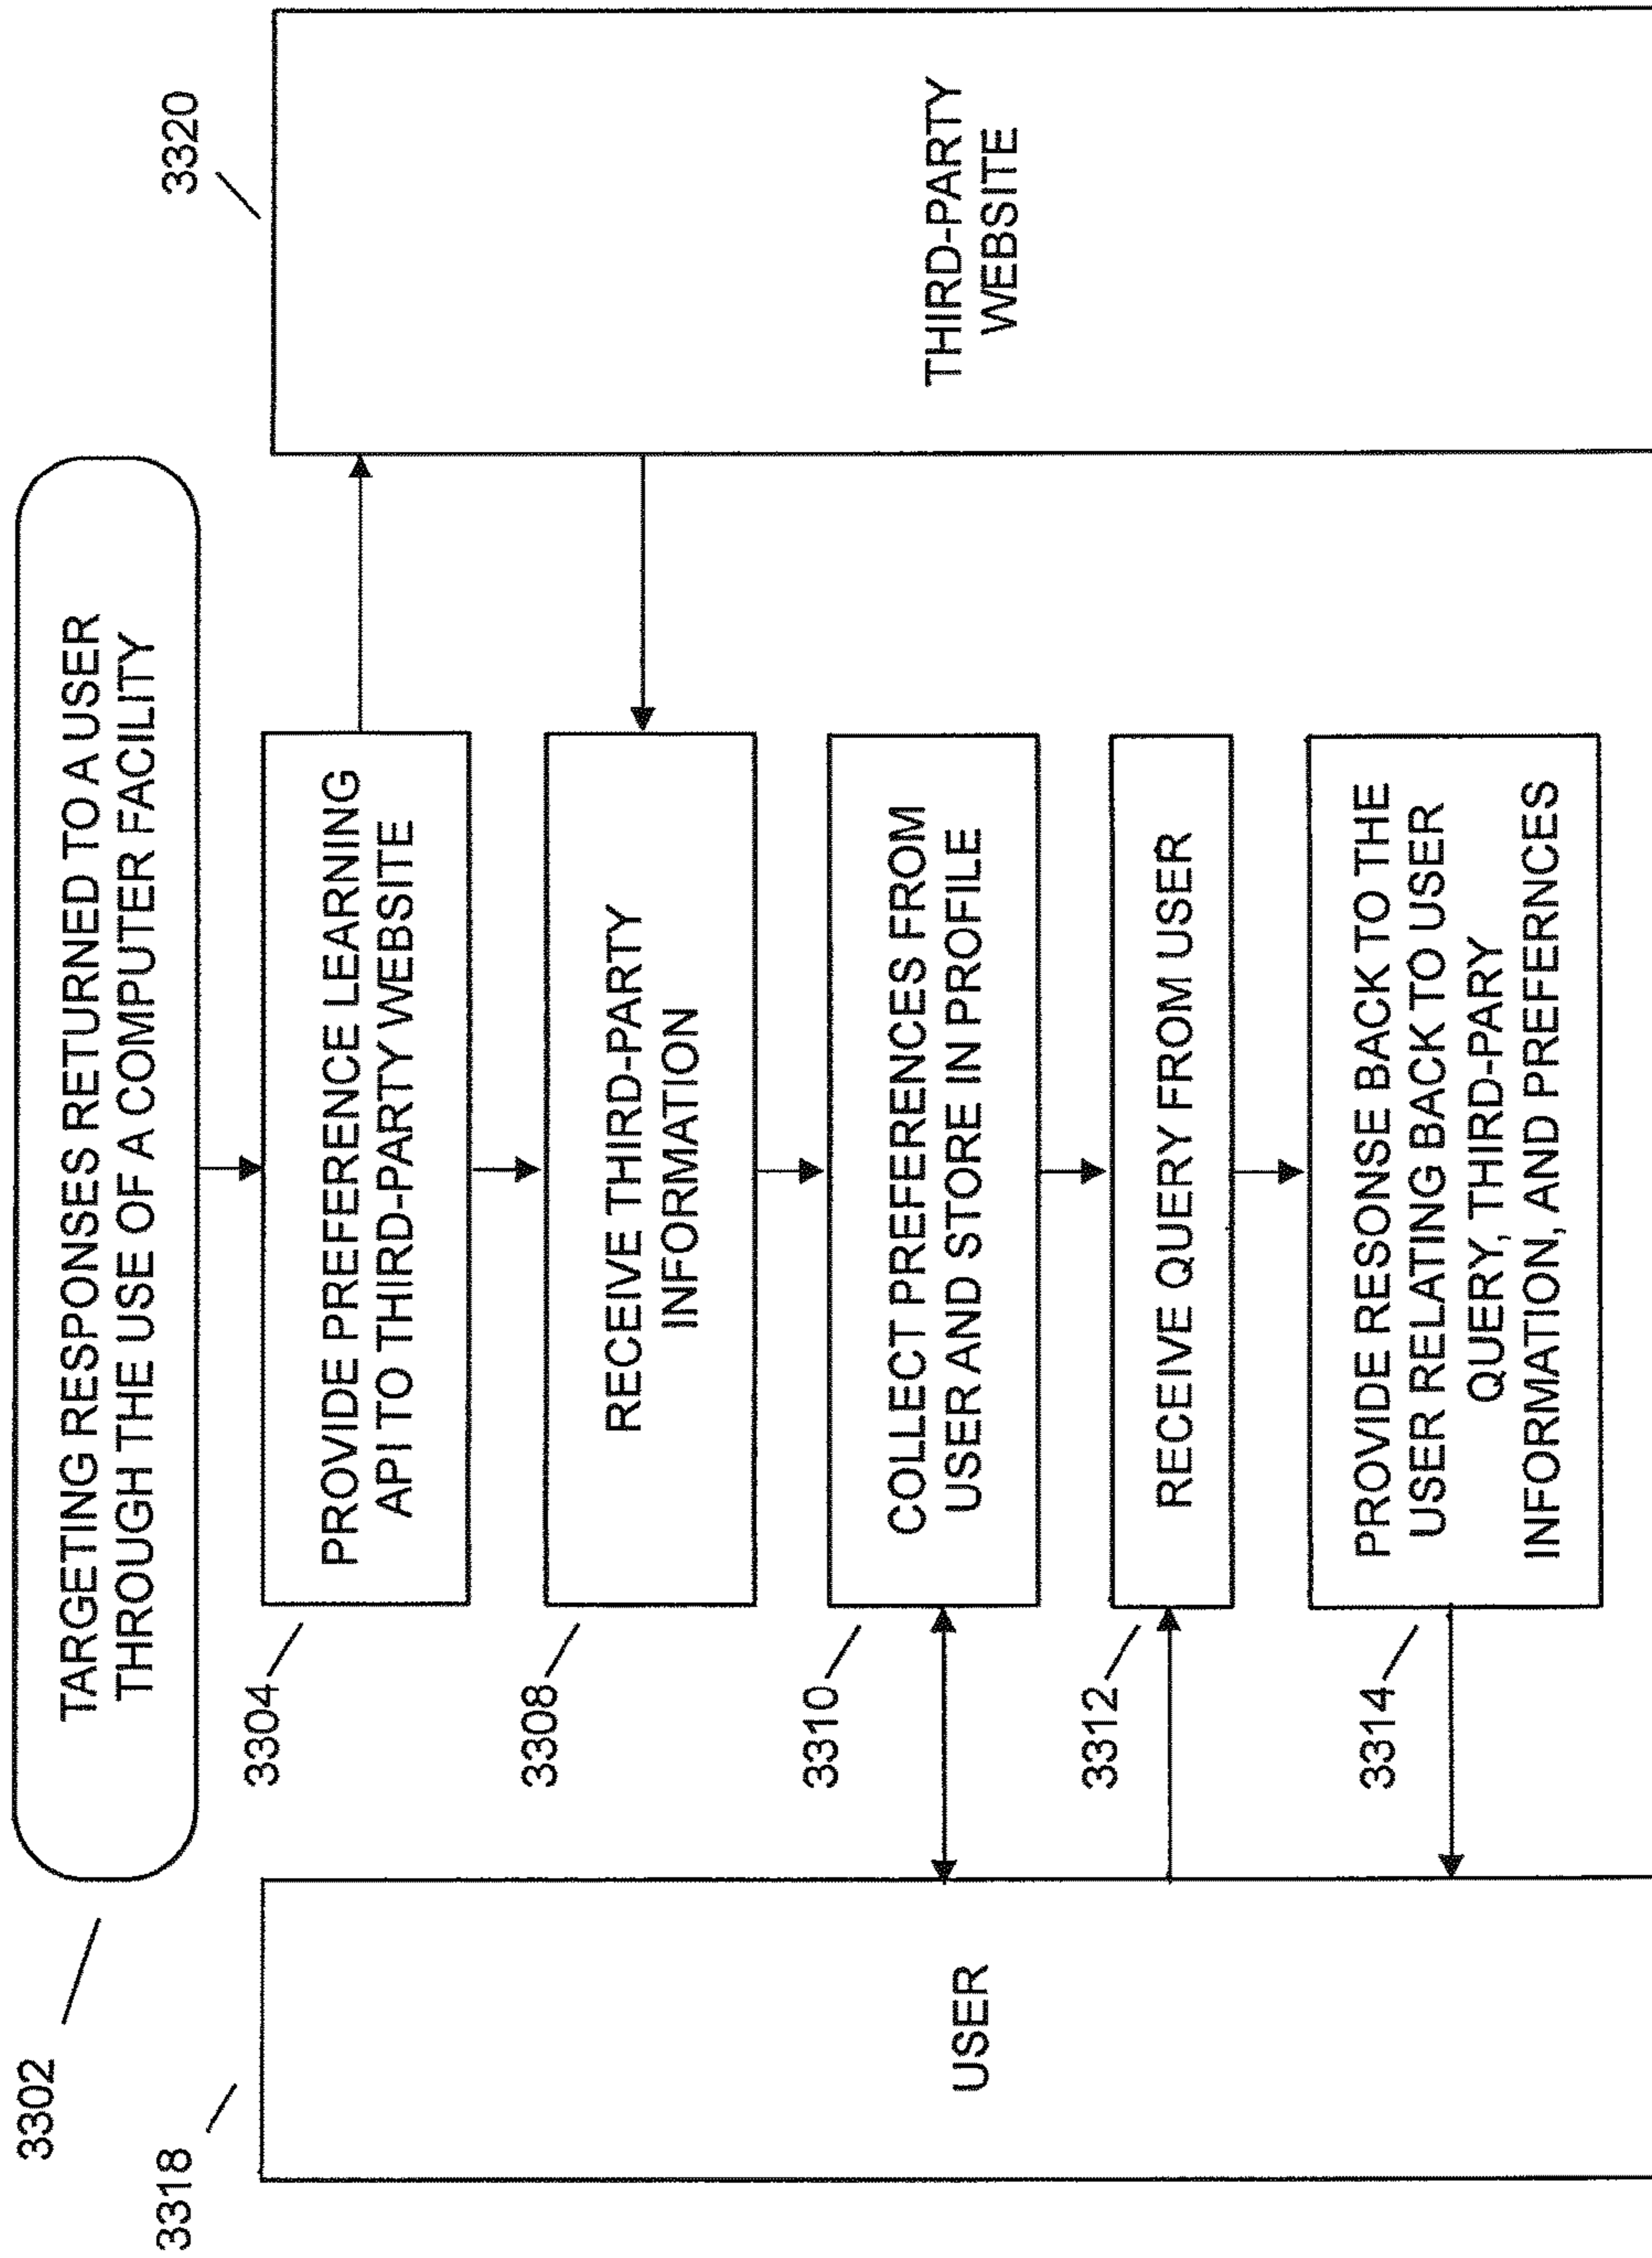 3302
TARGETING RESPONSES RETURNED TO A USER
THROUGH THE USE OF A COMPUTER FACILITY
3318
USER
3304
PROVIDE PREFERENCE LEARNING
API TO THIRD-PARTY WEBSITE
3308
RECEIVE THIRD-PARTY
INFORMATION
3310
COLLECT PREFERENCES FROM
USER AND STORE IN PROFILE
3312
RECEIVE QUERY FROM USER
3314
PROVIDE RESONSE BACK TO THE
USER RELATING BACK TO USER
QUERY, THIRD-PARY
INFORMATION, AND PREFERNCES
3320
THIRD-PARTY
WEBSITE